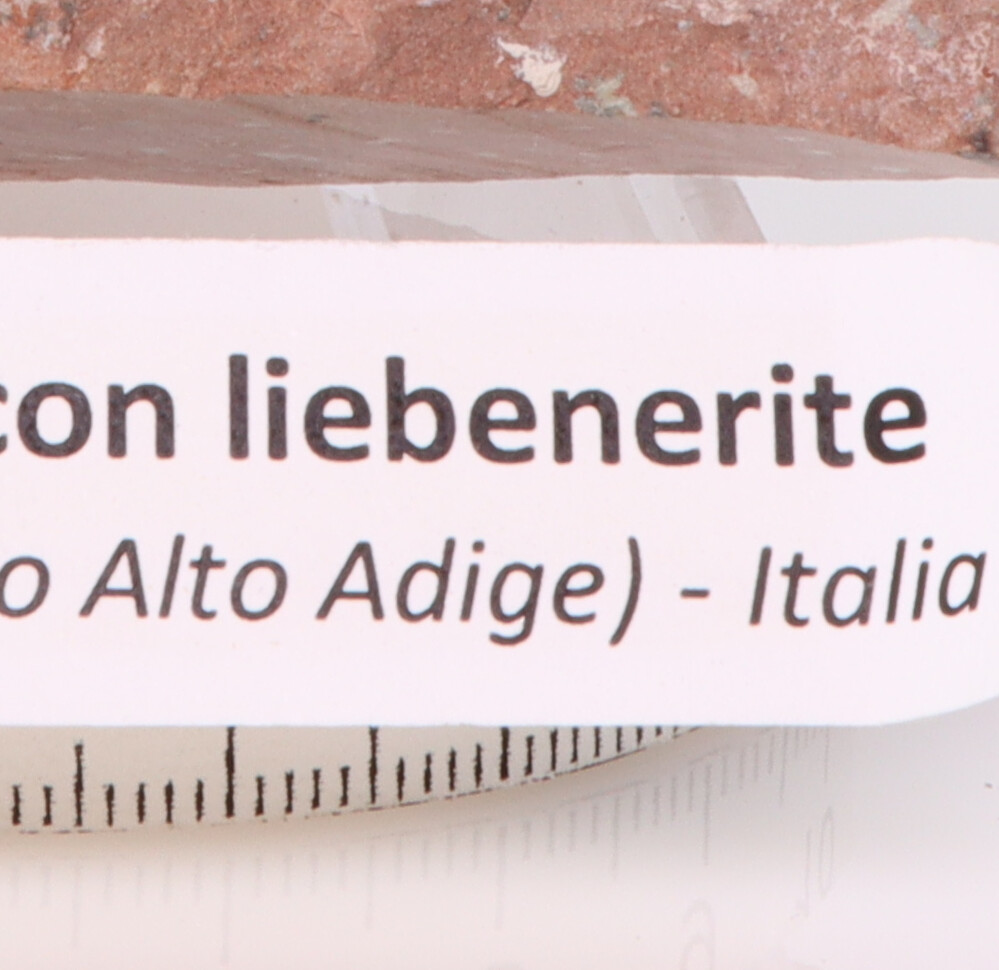 con liebenerite
o Alto Adige) - Italia